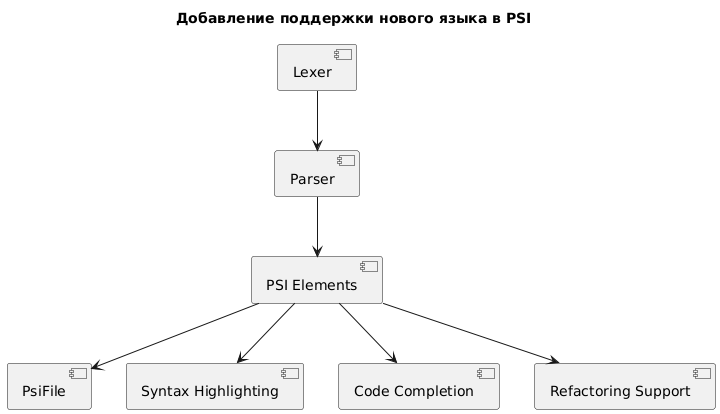 Добавление поддержки нового языка в PSI
Lexer
Parser
PSI Elements
PsiFile
Syntax Highlighting
Code Completion
Refactoring Support